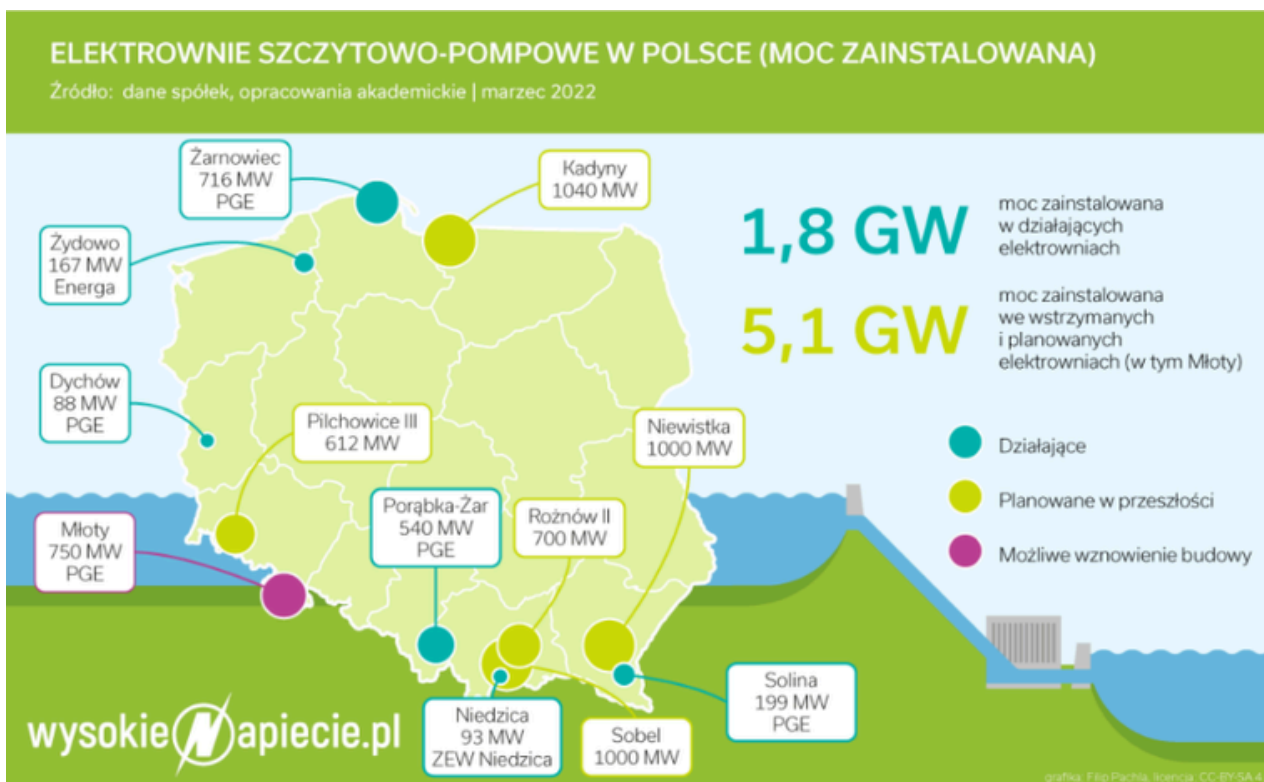 ELEKTROWNIE SZCZYTOWO-POMPOWE W POLSCE (MOC ZAINSTALOWANA)
Źródło: dane spółek, opracowania akademickie | marzec 2022
Żarnowiec
716 MW
PGE
Kadyny
1040 MW
Żydowo
167 MW
Energa
Dychów
88 MW
PGE
Pilchowice III
612 MW
Niewistka
1000 MW
Młoty
750 MW
PGE
Porąbka-Żar
540 MW
PGE
Rożnów II
700 MW
Niedzica
93 MW
ZEW Niedzica
Sobel
1000 MW
Solina
199 MW
PGE
1,8 GW
moc zainstalowana
w działających
elektrowniach
5,1 GW
moc zainstalowana
we wstrzymanych
i planowanych
elektrowniach (w tym Młoty)
Działające
Planowane w przeszłości
Możliwe wznowienie budowy
wysokieNapiecie.pl
grafika: Filip Pachla, licencja CC-BY-SA 4